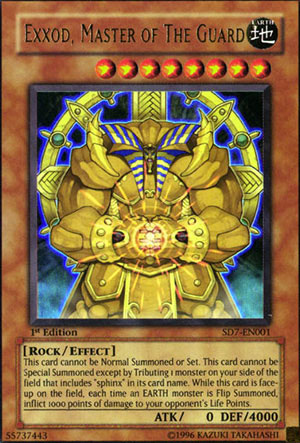 EXXOD, MASTER OF THE GUARD
EARTH
地
1st Edition
SD7-EN001
[ROCK/EFFECT]
This card cannot be Normal Summoned or Set. This card cannot be
Special Summoned except by Tributing 1 monster on your side of the
field that includes "sphinx" in its card name. While this card is face-
up on the field, each time an EARTH monster is Flip Summoned,
inflict 1000 points of damage to your opponent's Life Points.
ATK/ 0 DEF/4000
55737443
©1996 KAZUKI TAKAHASHI